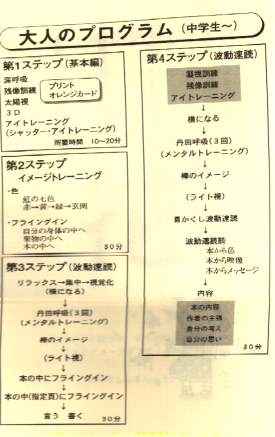 大人のプログラム（中学生～）
第1ステップ（基本編）
深呼吸
残像訓練
太陽視
3D
プリント
オレンジカード
アイトレーニング
（シャッター・アイトレーニング）
所要時間 10～20分
第2ステップ
イメージトレーニング
・色
虹の七色
赤→黄→緑→玄関
・フライングイン
自分の身体の中へ
果物の中へ
本の中へ
30分
第3ステップ（波動速読）
リラックス→集中→視覚化
（横になる）
↓
丹田呼吸（3回）
（メンタルトレーニング）
↓
棒のイメージ
↓
（ライト視）
↓
本の中にフライングイン
↓
本の中（指定頁）にフライングイン
↓
言う 書く
30分
第4ステップ（波動速読）
凝視訓練
残像訓練
アイトレーニング
↓
横になる
↓
丹田呼吸（3回）
（メンタルトレーニング）
↓
棒のイメージ
↓
（ライト視）
↓
目かくし波動速読
↓
波動速読
本から色
本から映像
本からメッセージ
↓
内容
本の内容
作者の主張
自分の考え
自分の思い
30分